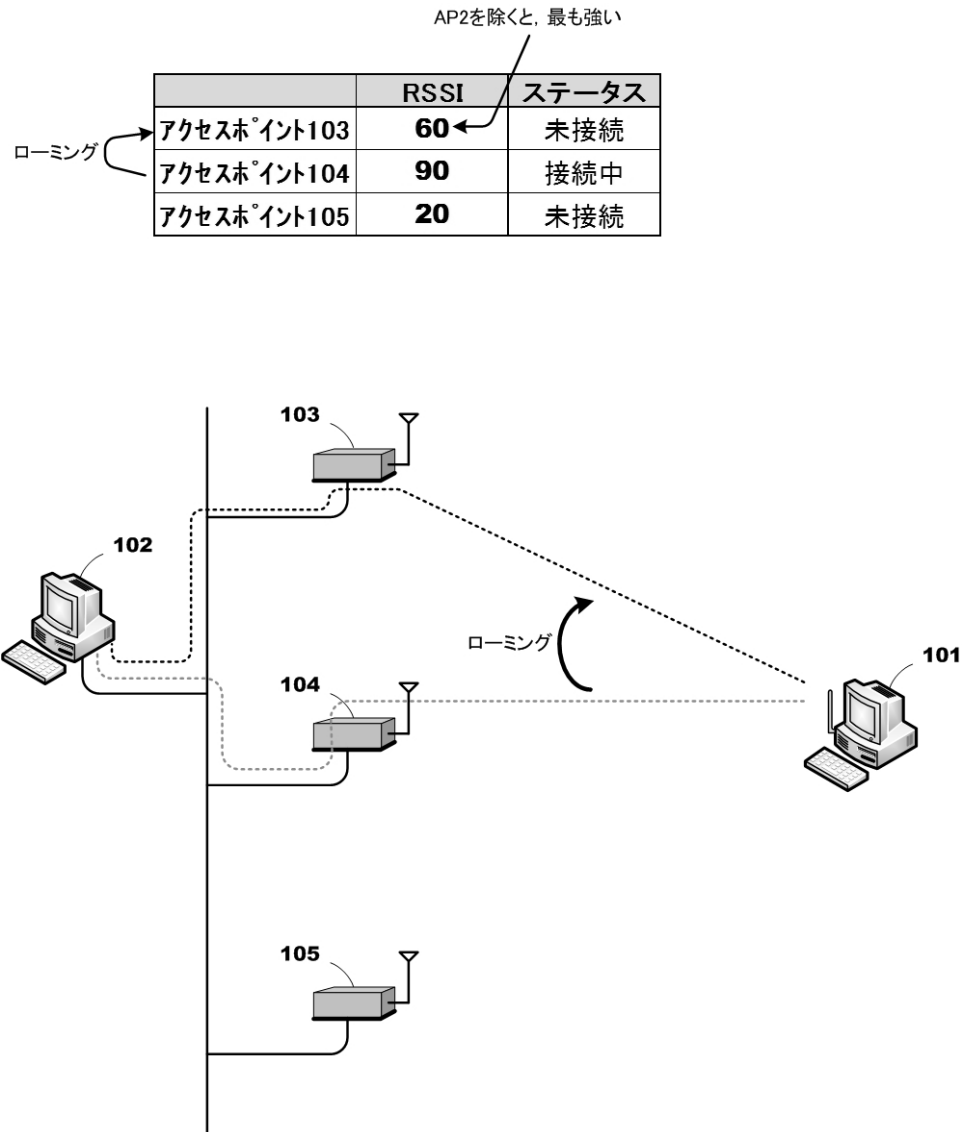 AP2を除くと，最も強い
RSSI ステータス
アクセスポイント103 60 未接続
ローミング
アクセスポイント104 90 接続中
アクセスポイント105 20 未接続
103
102
ローミング
101
104
105